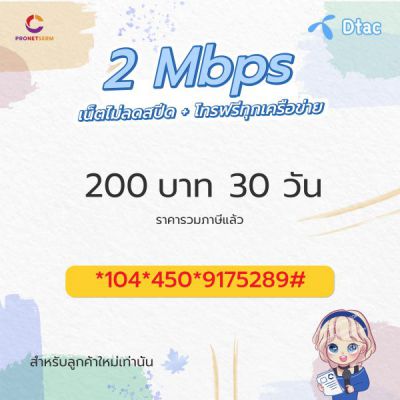 PRONETSERM
Dtac
2 Mbps
เน็ตไม่ลดสปีด + โทรฟรีทุกเครือข่าย
200 บาท 30 วัน
ราคารวมภาษีแล้ว
*104*450*9175289#
สำหรับลูกค้าใหม่เท่านัน